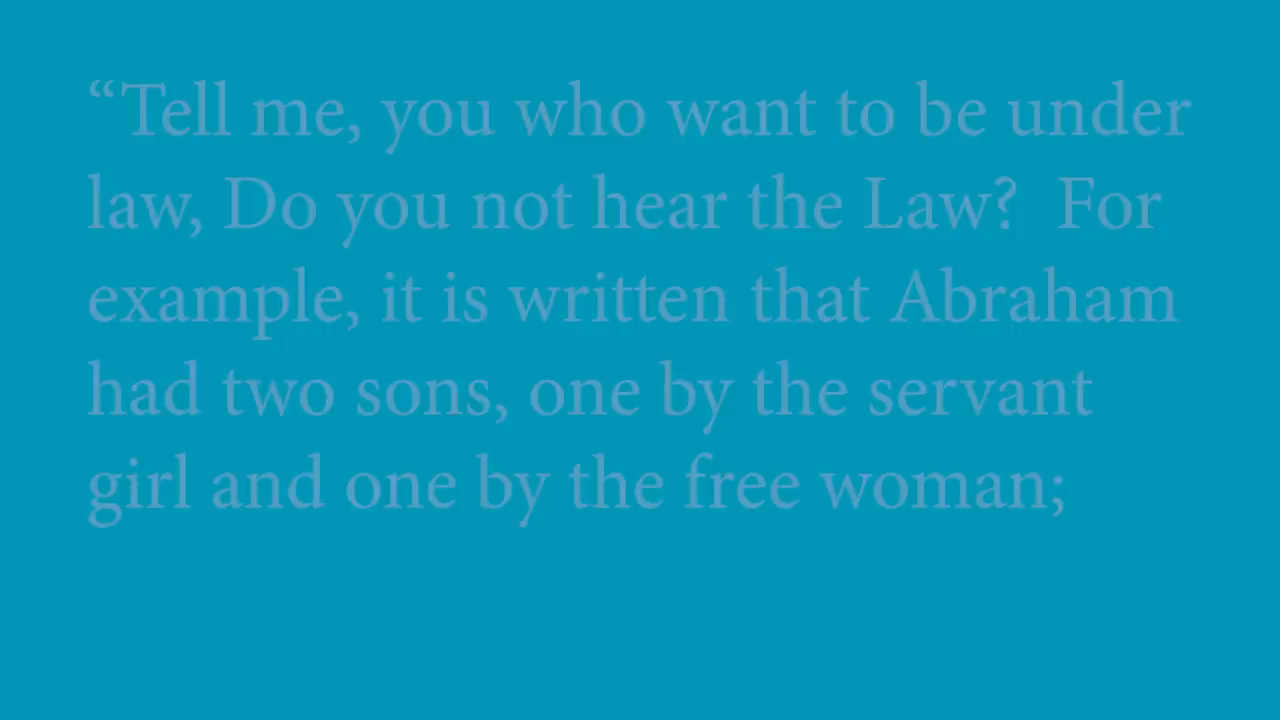 “Tell me, you who want to be under
law, Do you not hear the Law?  For
example, it is written that Abraham
had two sons, one by the servant
girl and one by the free woman;